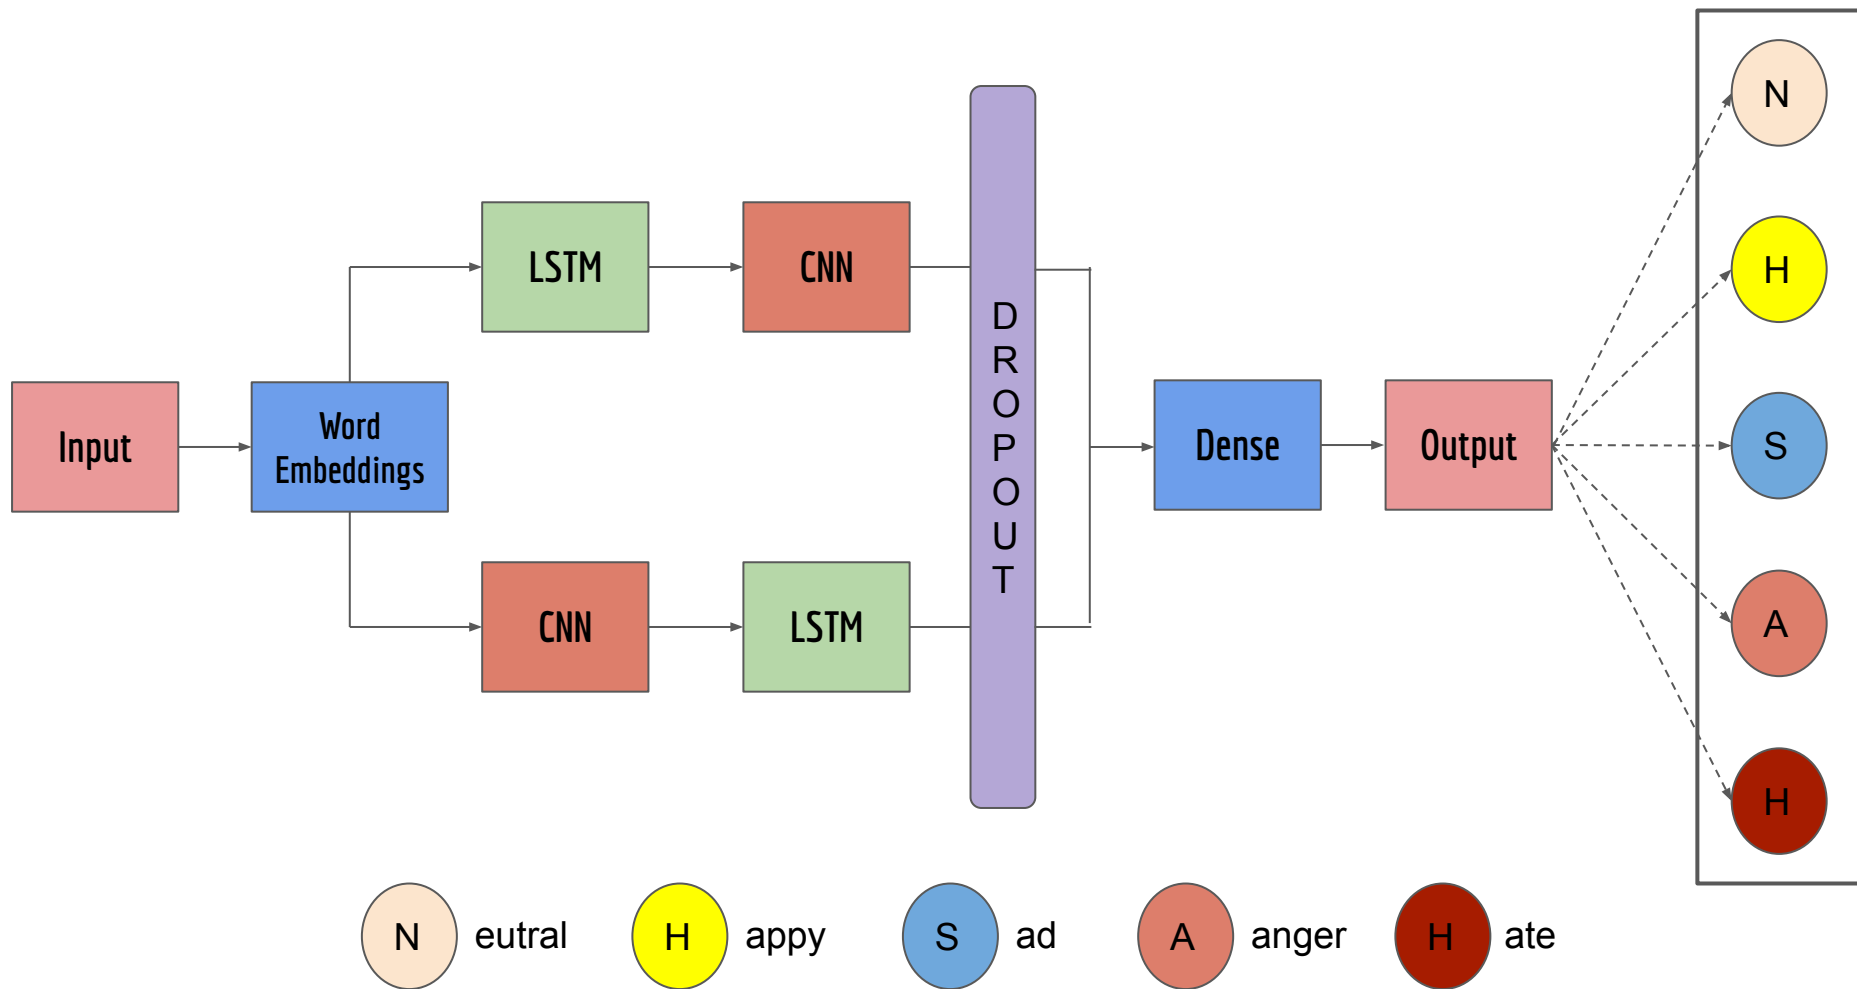 Input
Word
Embeddings
LSTM
CNN
CNN
LSTM
D
R
O
P
O
U
T
Dense
Output
N
H
S
A
H
N eutral
H appy
S ad
A anger
H ate